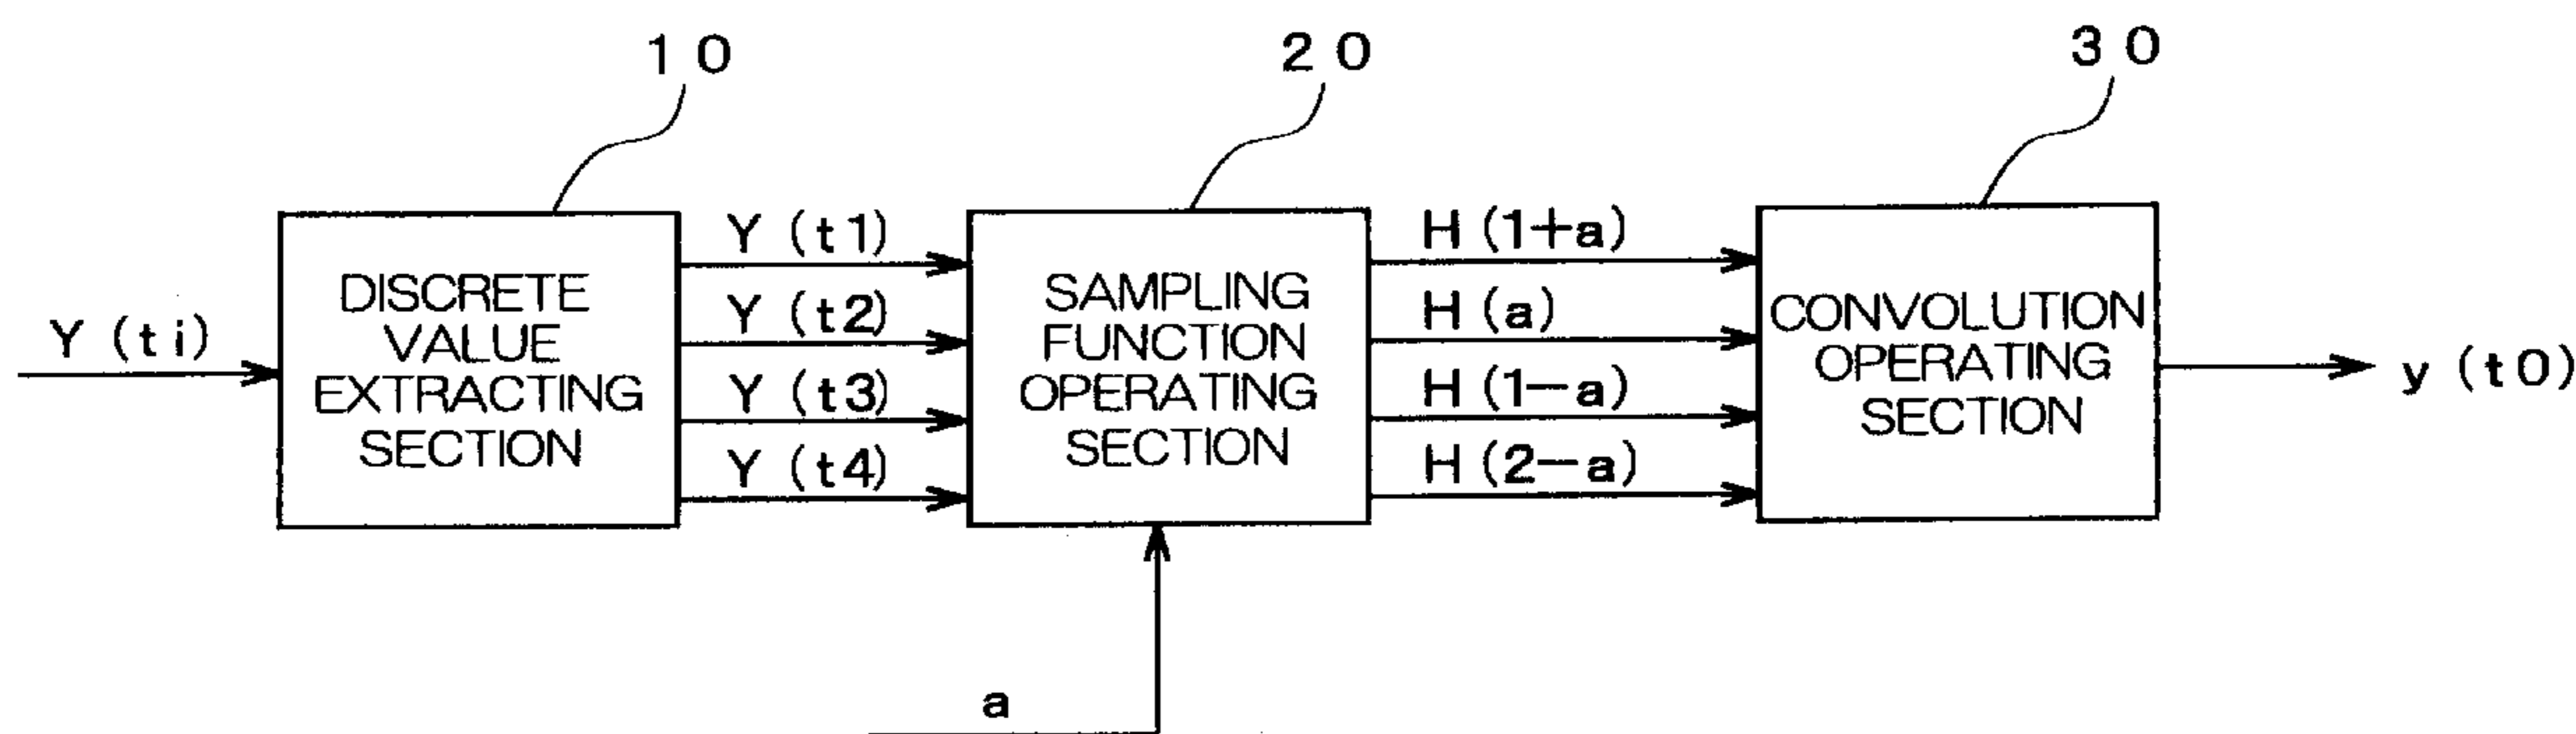 10
20
30
Y (ti)
DISCRETE
VALUE
EXTRACTING
SECTION
Y (t1)
Y (t2)
Y (t3)
Y (t4)
SAMPLING
FUNCTION
OPERATING
SECTION
a
H (1+a)
H (a)
H (1−a)
H (2−a)
CONVOLUTION
OPERATING
SECTION
y (t0)